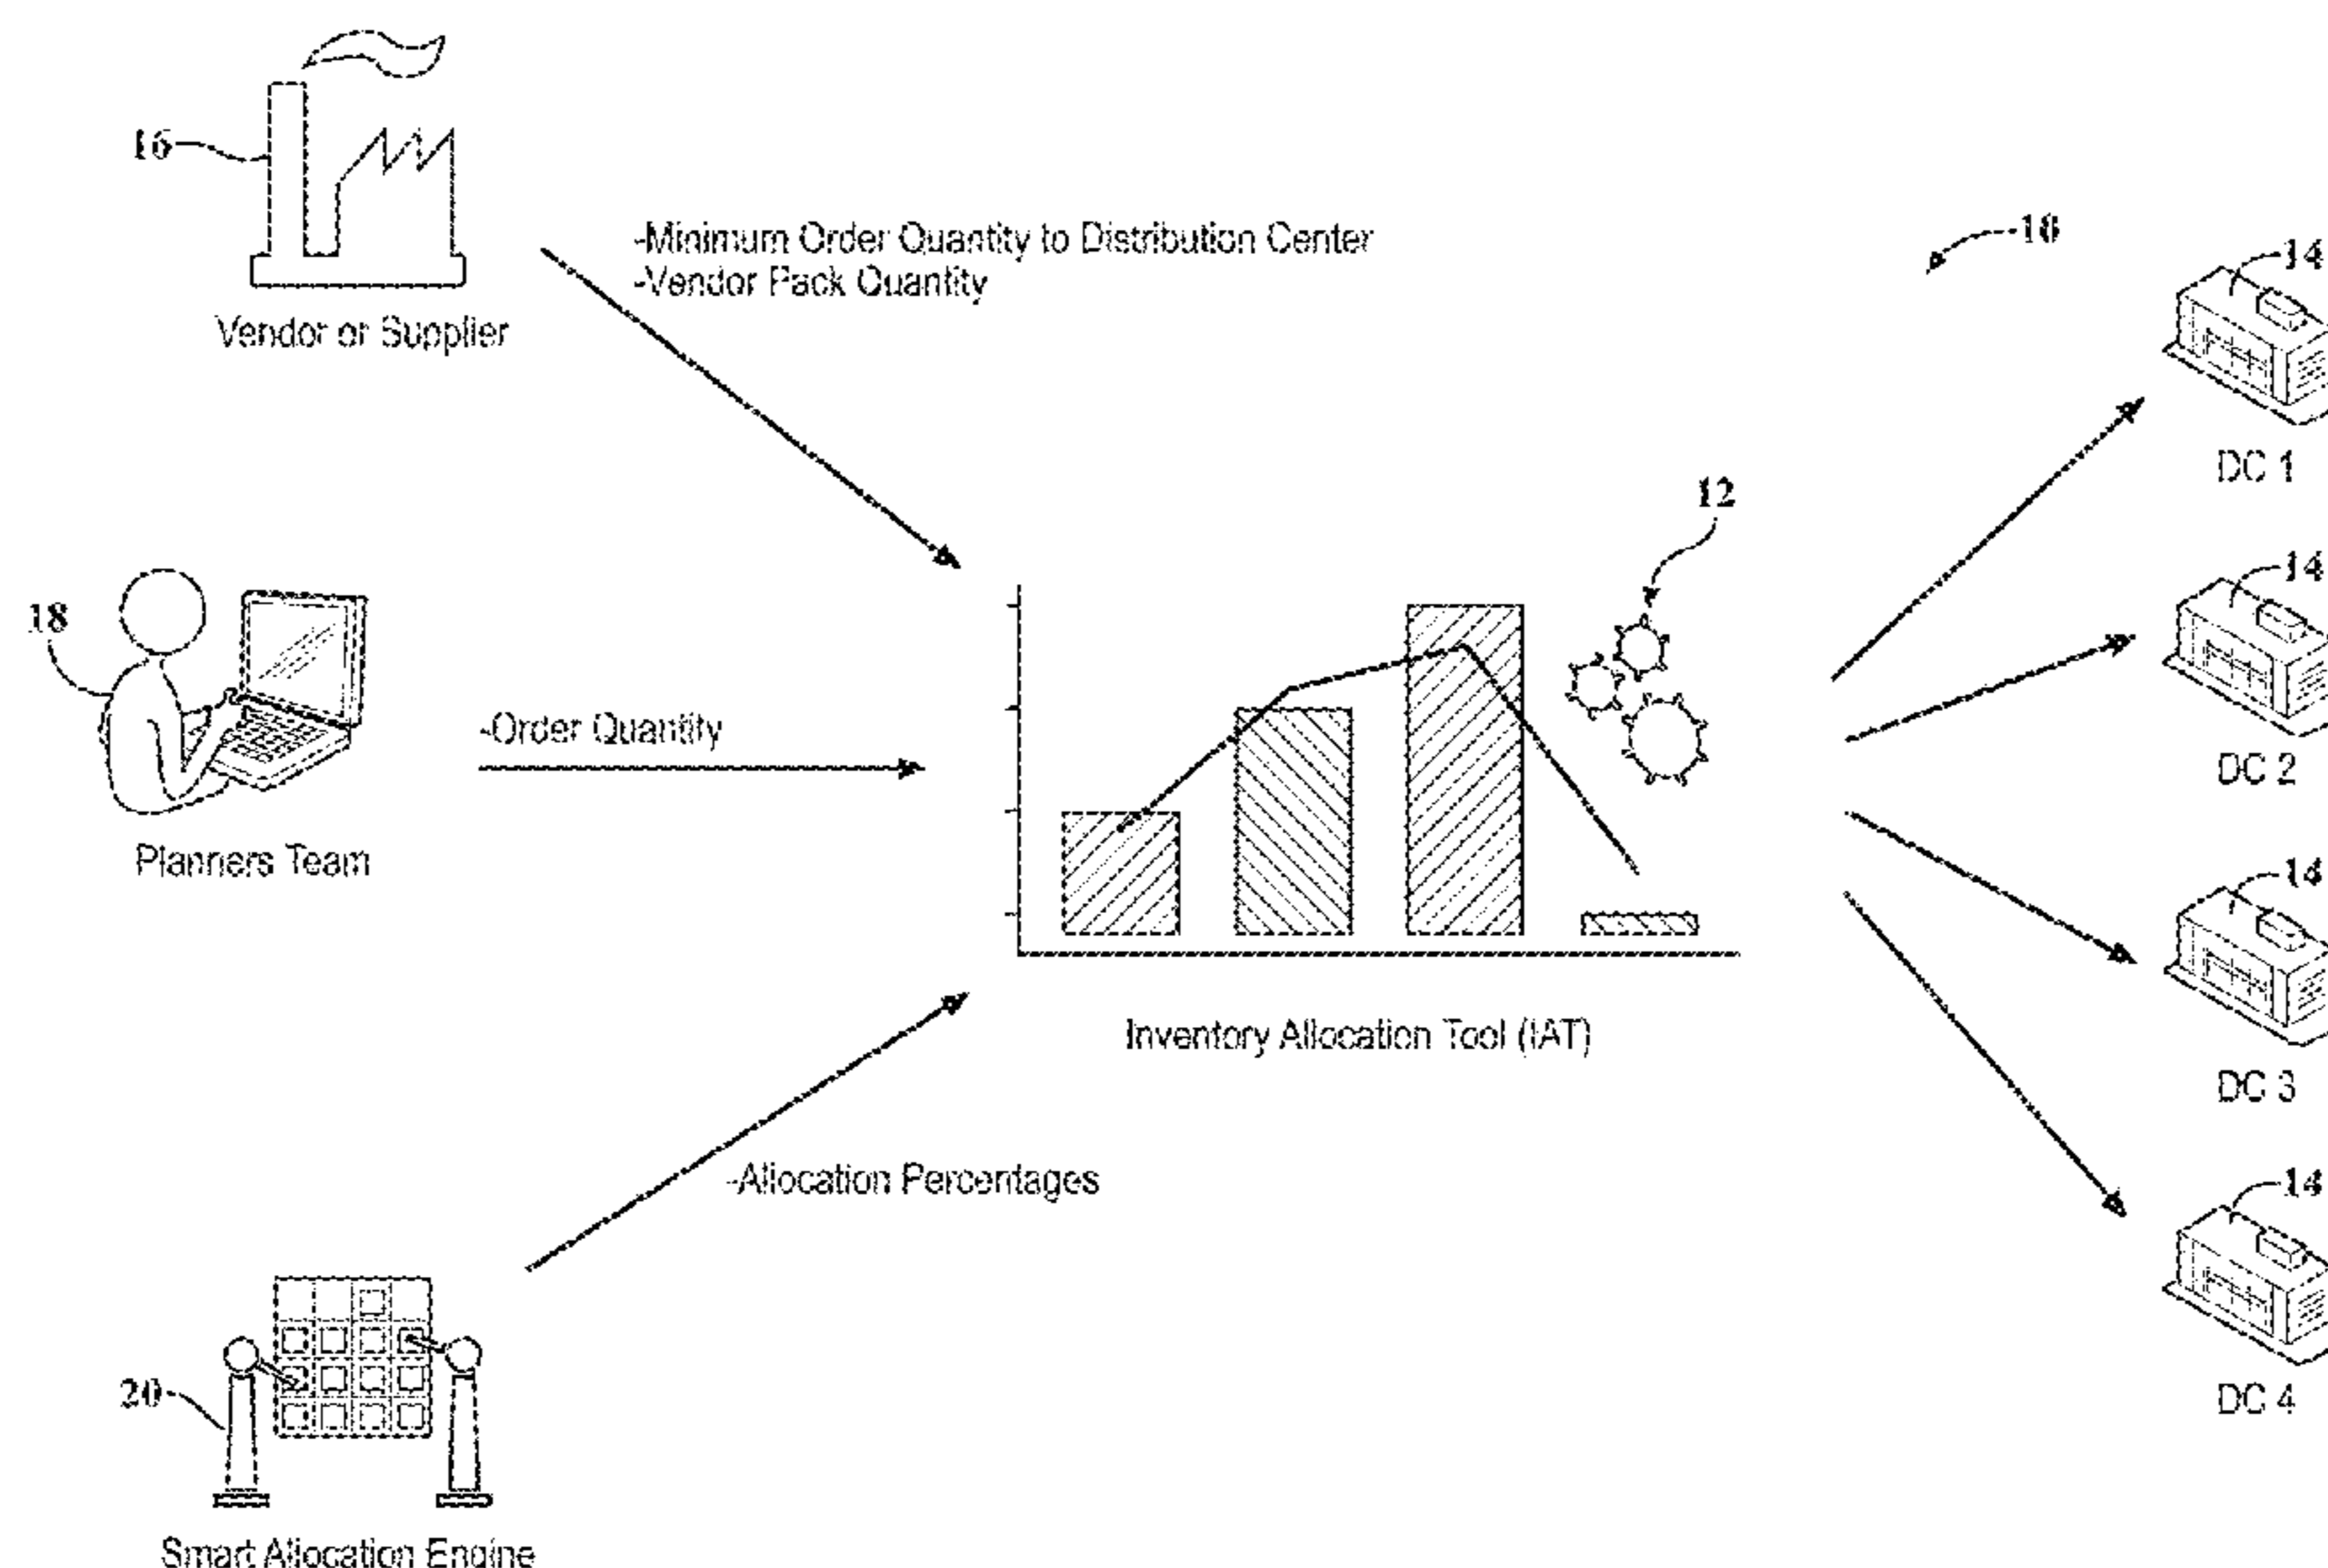 16
-Minimum Order Quantity to Distribution Center
-Vendor Pack Quantity
Vendor or Supplier
10
14
DC 1
12
18
-Order Quantity
Planners Team
14
DC 2
Inventory Allocation Tool (IAT)
14
DC 3
-Allocation Percentages
20
Smart Allocation Engine
14
DC 4